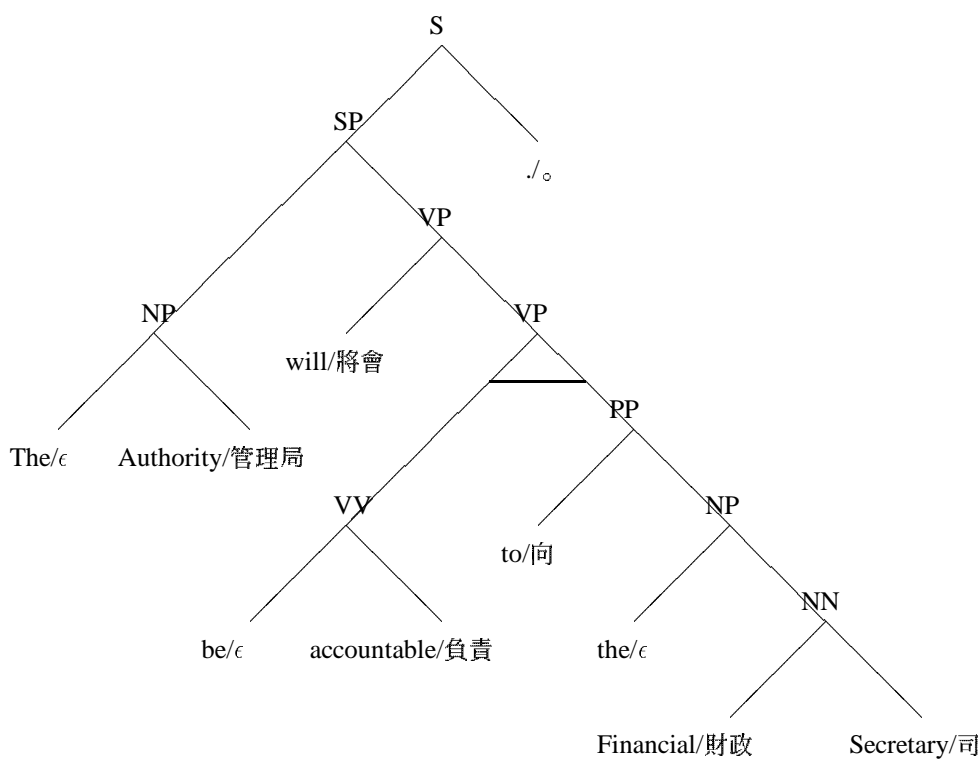 S
SP
./。
VP
NP
VP
will/將會
PP
The/ϵ Authority/管理局
VV
NP
to/向
NN
be/ϵ accountable/負責 the/ϵ
Financial/財政 Secretary/司